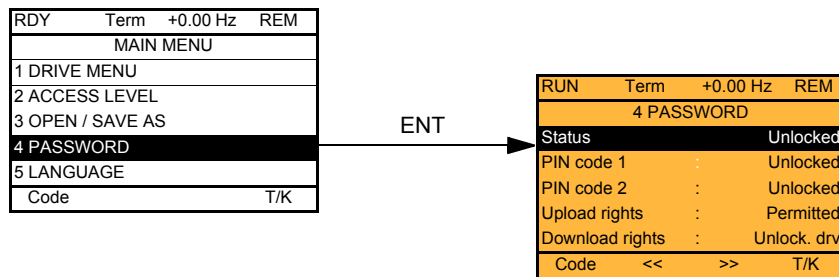 RDY Term +0.00 Hz REM
MAIN MENU
1 DRIVE MENU
2 ACCESS LEVEL
3 OPEN / SAVE AS
4 PASSWORD
5 LANGUAGE
Code T/K
ENT
RUN Term +0.00 Hz REM
4 PASSWORD
Status Unlocked
PIN code 1 : Unlocked
PIN code 2 : Unlocked
Upload rights : Permitted
Download rights : Unlock. drv
Code << >> T/K